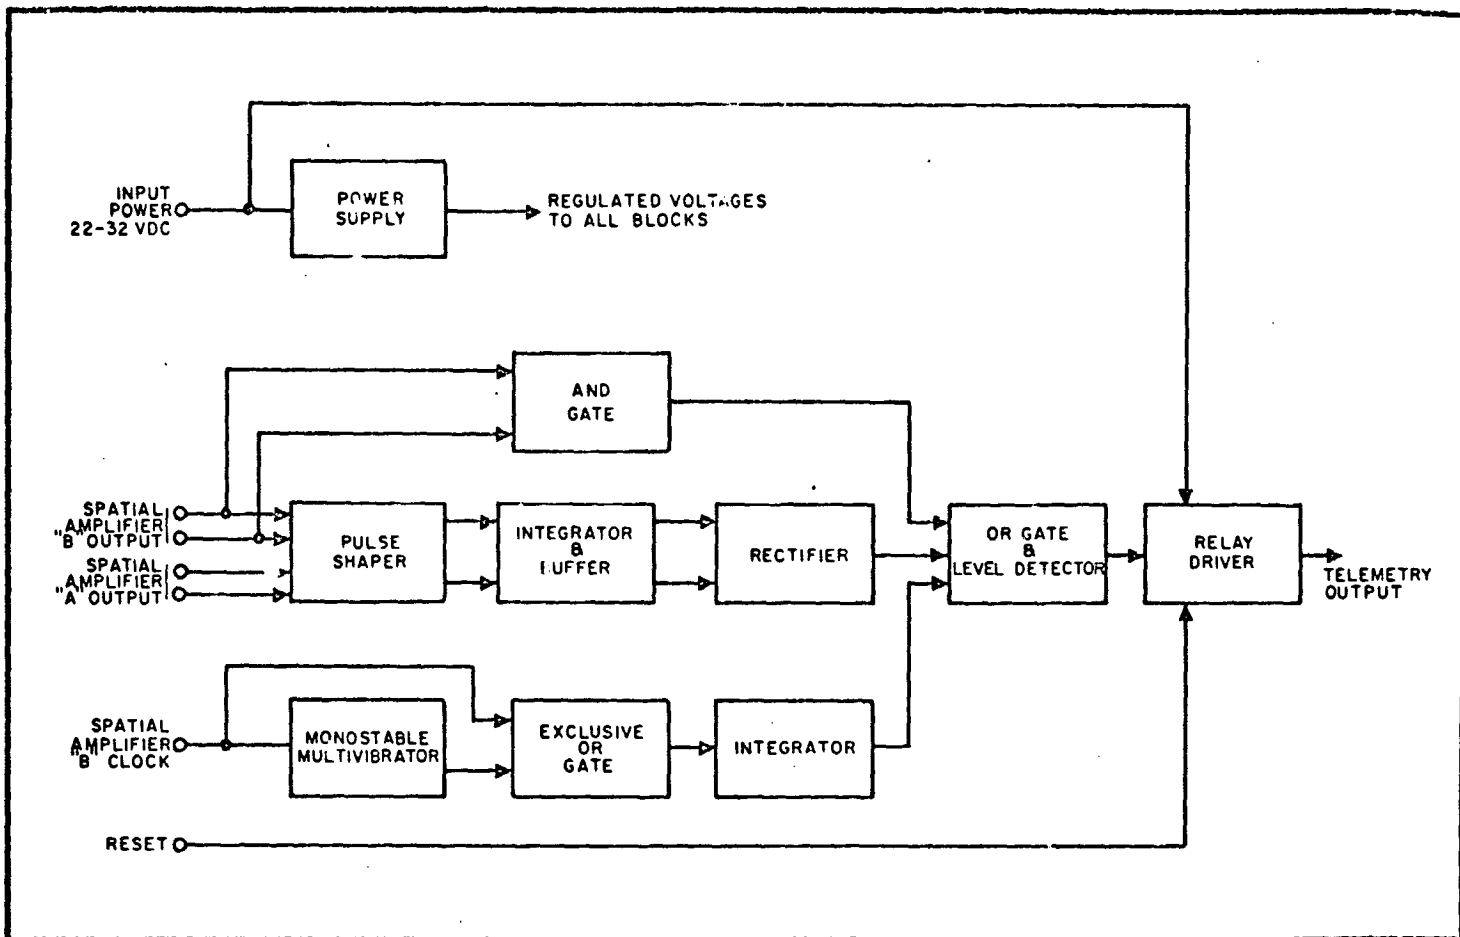 INPUT
POWER
22-32 VDC
POWER
SUPPLY
REGULATED VOLTAGES
TO ALL BLOCKS
AND
GATE
SPATIAL
AMPLIFIER
"B" OUTPUT
SPATIAL
AMPLIFIER
"A" OUTPUT
PULSE
SHAPER
INTEGRATOR
&
BUFFER
RECTIFIER
OR GATE
&
LEVEL DETECTOR
RELAY
DRIVER
TELEMETRY
OUTPUT
SPATIAL
AMPLIFIER
"B" CLOCK
MONOSTABLE
MULTIVIBRATOR
EXCLUSIVE
OR
GATE
INTEGRATOR
RESET